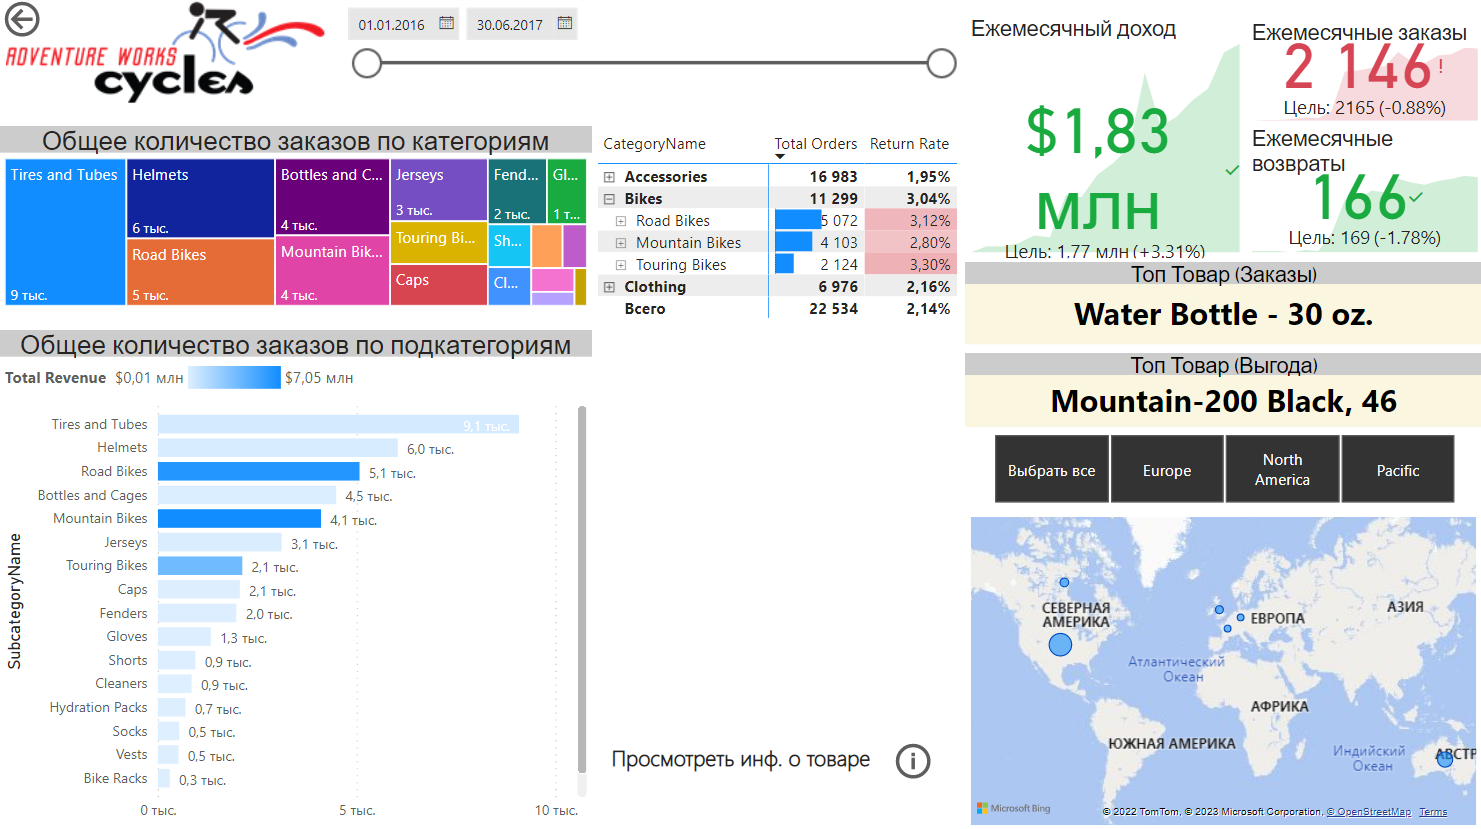 ADVENTURE WORKS
cycles
01.01.2016
30.06.2017
Ежемесячный доход
$1,83
млн
Цель: 1.77 млн (+3.31%)
Ежемесячные заказы
2 146!
Цель: 2165 (-0.88%)
Ежемесячные
возвраты
166
Цель: 169 (-1.78%)
Общее количество заказов по категориям
Tires and Tubes
9 тыс.
Helmets
6 тыс.
Road Bikes
5 тыс.
Bottles and C...
4 тыс.
Mountain Bik...
4 тыс.
Jerseys
3 тыс.
Touring Bi...
Caps
Fend...
2 тыс.
Gl...
1 т...
Sh...
Cl...
CategoryName Total Orders Return Rate
Accessories 16 983 1,95%
Bikes 11 299 3,04%
Road Bikes 5 072 3,12%
Mountain Bikes 4 103 2,80%
Touring Bikes 2 124 3,30%
Clothing 6 976 2,16%
Всего 22 534 2,14%
Топ Товар (Заказы)
Water Bottle - 30 oz.
Топ Товар (Выгода)
Mountain-200 Black, 46
Общее количество заказов по подкатегориям
Total Revenue $0,01 млн $7,05 млн
SubcategoryName
Tires and Tubes 9,1 тыс.
Helmets 6,0 тыс.
Road Bikes 5,1 тыс.
Bottles and Cages 4,5 тыс.
Mountain Bikes 4,1 тыс.
Jerseys 3,1 тыс.
Touring Bikes 2,1 тыс.
Caps 2,1 тыс.
Fenders 2,0 тыс.
Gloves 1,3 тыс.
Shorts 0,9 тыс.
Cleaners 0,9 тыс.
Hydration Packs 0,7 тыс.
Socks 0,5 тыс.
Vests 0,5 тыс.
Bike Racks 0,3 тыс.
0 тыс. 5 тыс. 10 тыс.
Просмотреть инф. о товаре
Выбрать все
Europe
North
America
Pacific
СЕВЕРНАЯ
АМЕРИКА
ЕВРОПА
АЗИЯ
Атлантический
Океан
АФРИКА
ЮЖНАЯ АМЕРИКА
Индийский
Океан
АВСТР
Microsoft Bing
© 2022 TomTom, © 2023 Microsoft Corporation, © OpenStreetMap Terms